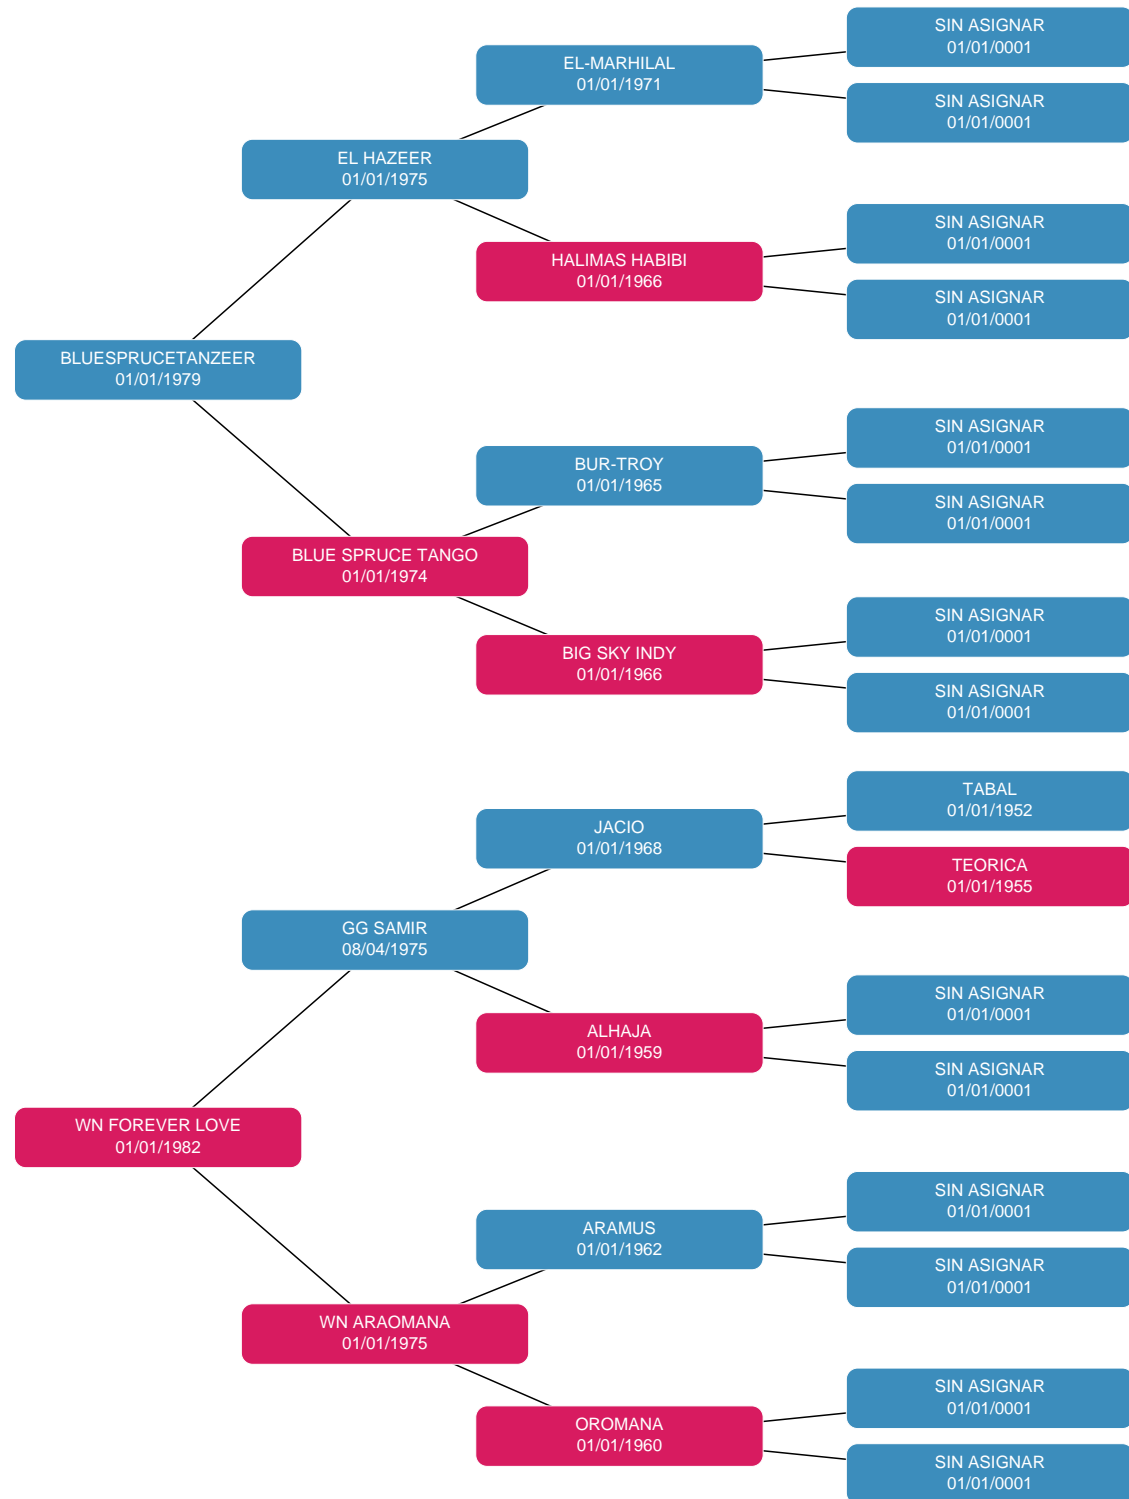 SIN ASIGNAR
01/01/0001
EL-MARHILAL
01/01/1971
SIN ASIGNAR
01/01/0001
EL HAZEER
01/01/1975
SIN ASIGNAR
01/01/0001
HALIMAS HABIBI
01/01/1966
SIN ASIGNAR
01/01/0001
BLUESPRUCETANZEER
01/01/1979
SIN ASIGNAR
01/01/0001
BUR-TROY
01/01/1965
SIN ASIGNAR
01/01/0001
BLUE SPRUCE TANGO
01/01/1974
SIN ASIGNAR
01/01/0001
BIG SKY INDY
01/01/1966
SIN ASIGNAR
01/01/0001
TABAL
01/01/1952
JACIO
01/01/1968
TEORICA
01/01/1955
GG SAMIR
08/04/1975
SIN ASIGNAR
01/01/0001
ALHAJA
01/01/1959
SIN ASIGNAR
01/01/0001
WN FOREVER LOVE
01/01/1982
SIN ASIGNAR
01/01/0001
ARAMUS
01/01/1962
SIN ASIGNAR
01/01/0001
WN ARAOMANA
01/01/1975
SIN ASIGNAR
01/01/0001
OROMANA
01/01/1960
SIN ASIGNAR
01/01/0001